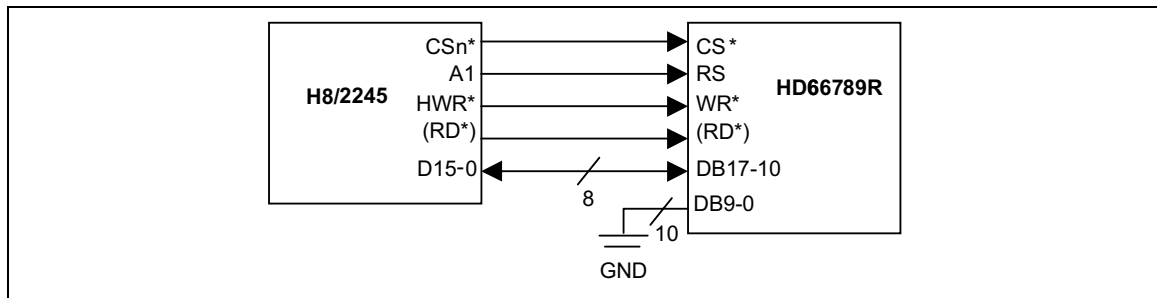 H8/2245
CSn*
A1
HWR*
(RD*)
D15-0
8
CS*
RS
WR*
(RD*)
DB17-10
DB9-0
HD66789R
10
GND